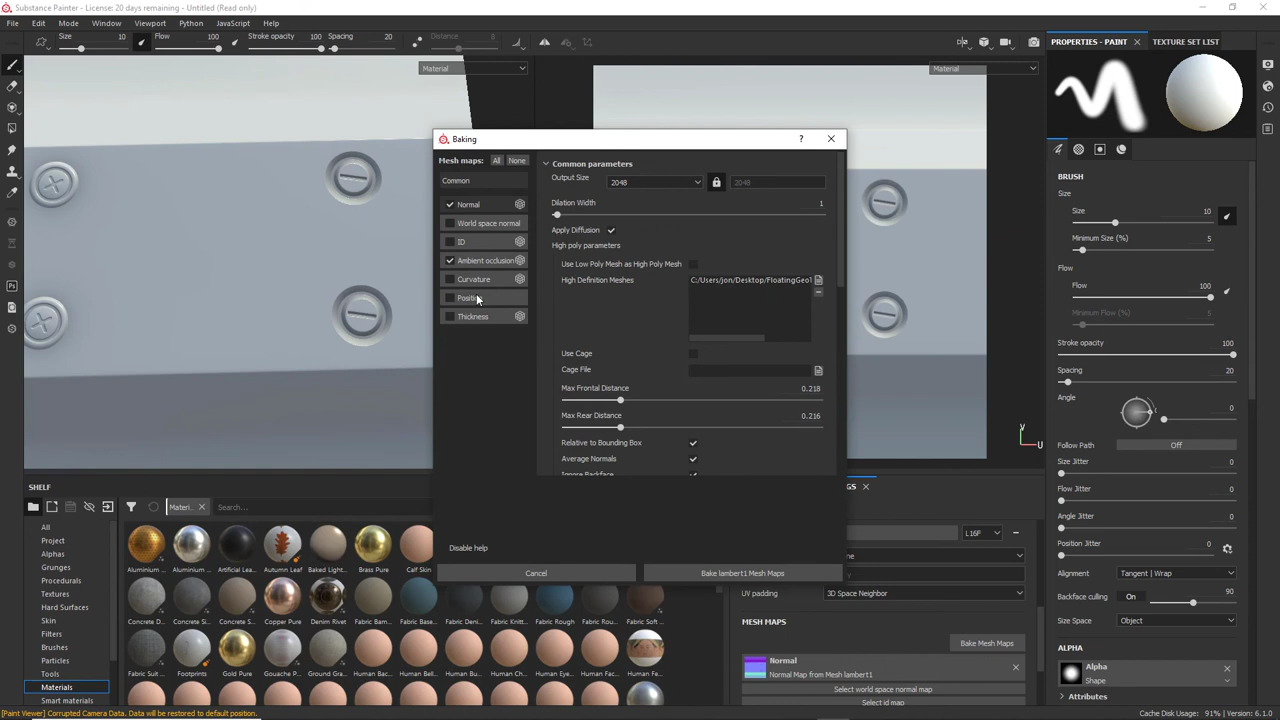 Substance Painter - License: 20 days remaining - Untitled (Read only)
File Edit Mode Window Viewport Python JavaScript Help
Size 10 Flow 100 Stroke opacity 100 Spacing 20 Distance 8
Material
Material
PROPERTIES - PAINT
TEXTURE SET LIST
Baking
?
Mesh maps: All None
Common
Normal
World space normal
ID
Ambient occlusion
Curvature
Position
Thickness
Common parameters
Output Size 2048 2048
Dilation Width 1
Apply Diffusion
High poly parameters
Use Low Poly Mesh as High Poly Mesh
High Definition Meshes C:/Users/jon/Desktop/FloatingGeo
Use Cage
Cage File
Max Frontal Distance 0.218
Max Rear Distance 0.216
Relative to Bounding Box
Average Normals
Ignore Backface
Disable help
Cancel
Bake lambert1 Mesh Maps
V
U
BRUSH
Size
Size 10
Minimum Size (%) 5
Flow
Flow 100
Minimum Flow (%) 5
Stroke opacity 100
Spacing 20
Angle
0
Follow Path Off
Size Jitter 0
Flow Jitter 0
Angle Jitter 0
Position Jitter 0
Alignment Tangent | Wrap
Backface culling On 90
Size Space Object
ALPHA
Alpha
Shape
Attributes
SHELF
Materi...
Search...
All
Project
Alphas
Grunges
Procedurals
Textures
Hard Surfaces
Skin
Filters
Brushes
Particles
Tools
Materials
Smart materials
Aluminium ... Aluminium ... Artificial Lea... Autumn Leaf Baked Light... Brass Pure Calf Skin
Concrete D... Concrete Si... Concrete S... Copper Pure Denim Rivet Fabric Bam... Fabric Base... Fabric Deni... Fabric Knitt... Fabric Rough Fabric Rou... Fabric Soft ...
Fabric Suit ... Footprints Gold Pure Gouache P... Ground Gra... Human Bac... Human Bell... Human Bu... Human Ch... Human Ey... Human Fac... Human Fe...
GS
L16F
UV padding 3D Space Neighbor
MESH MAPS
Bake Mesh Maps
Normal
Normal Map from Mesh lambert1
Select world space normal map
Select id map
[Paint Viewer] Corrupted Camera Data. Data will be restored to default position.
Cache Disk Usage: 91% | Version: 6.1.0